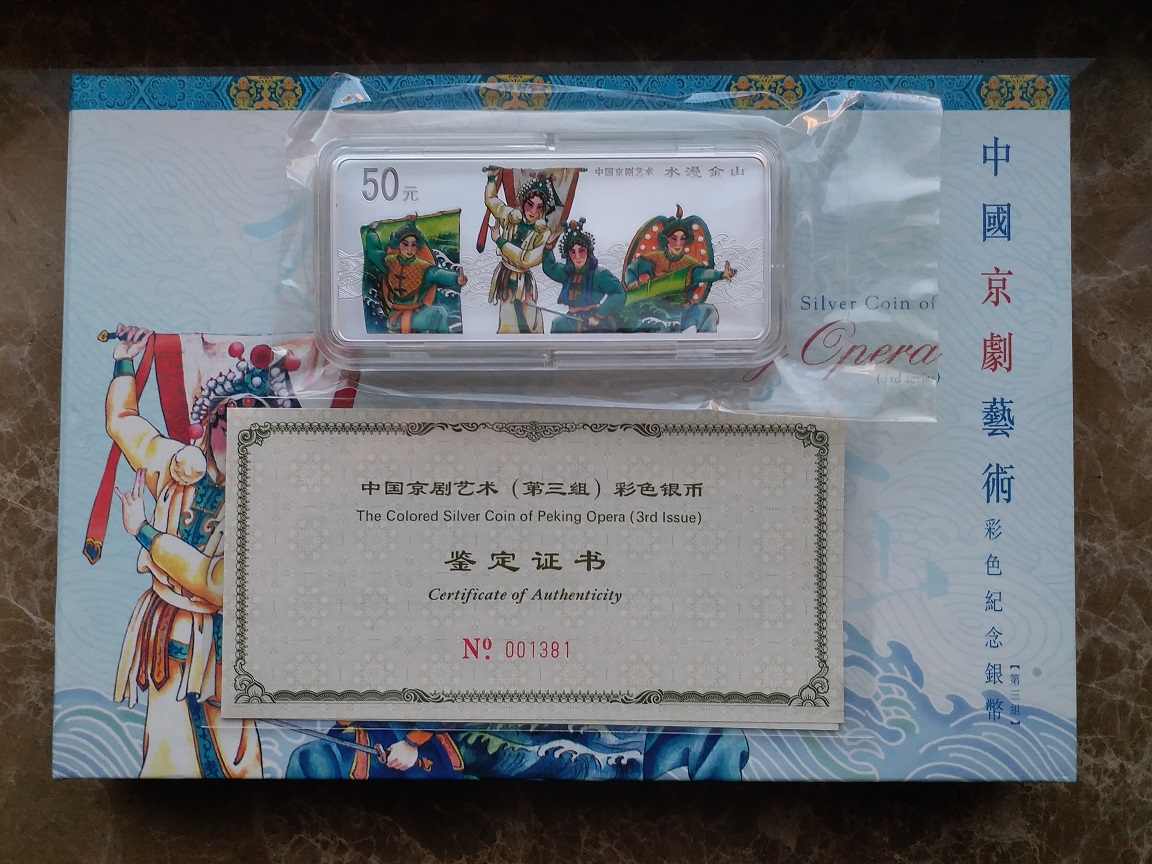 50元
中国京剧艺术 水漫金山
中國京劇藝術
彩色紀念銀幣
【第三組】
Silver Coin of
Opera
(3rd series)
中国京剧艺术（第三组）彩色银币
The Colored Silver Coin of Peking Opera (3rd Issue)
鉴定证书
Certificate of Authenticity
Nº. 001381